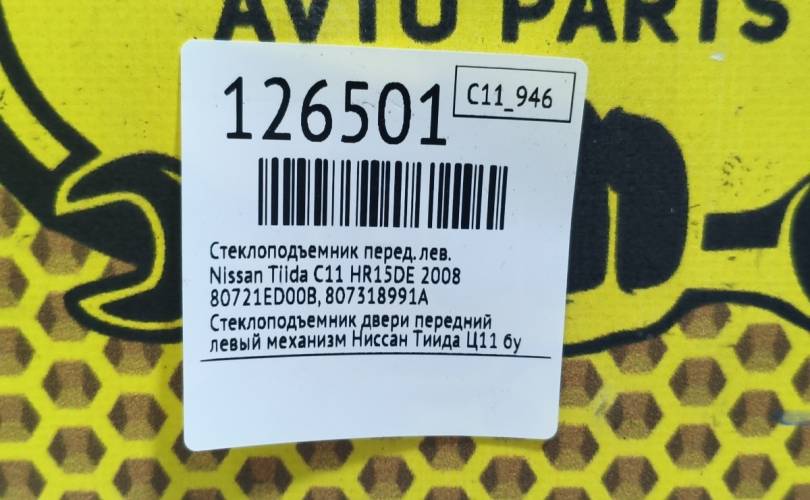 AVTO PARTS
126501
C11_946
Стеклоподъемник перед. лев.
Nissan Tiida C11 HR15DE 2008
80721ED00B, 807318991A
Стеклоподъемник двери передний
левый механизм Ниссан Тиида Ц11 бу